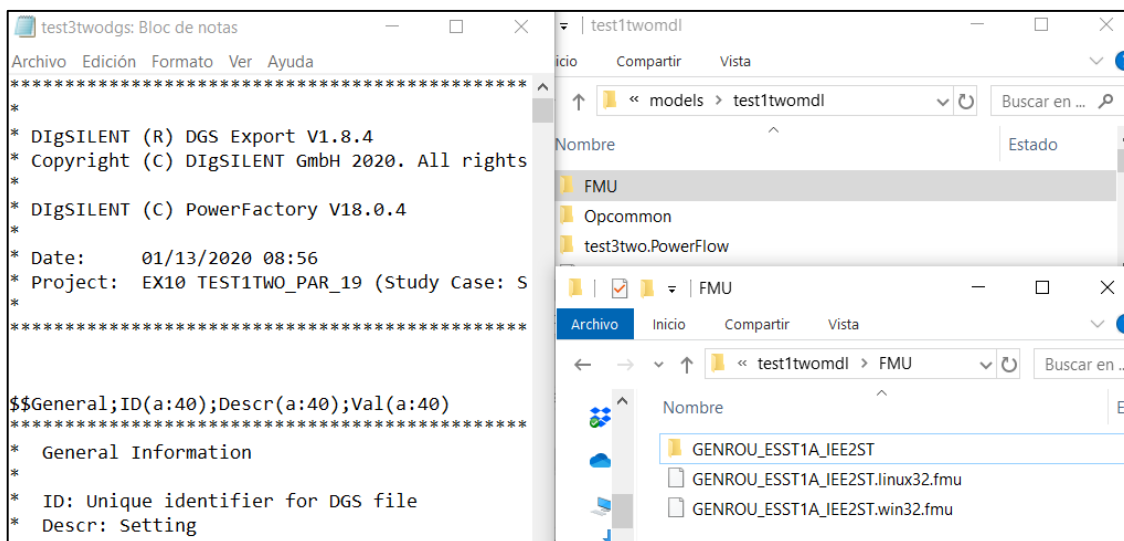 test3twodgs: Bloc de notas
Archivo Edición Formato Ver Ayuda
************************************************
*
* DIgSILENT (R) DGS Export V1.8.4
* Copyright (C) DIgSILENT GmbH 2020. All rights
*
* DIgSILENT (C) PowerFactory V18.0.4
*
* Date: 01/13/2020 08:56
* Project: EX10 TEST1TWO_PAR_19 (Study Case: S
*
************************************************
$$General;ID(a:40);Descr(a:40);Val(a:40)
************************************************
* General Information
*
* ID: Unique identifier for DGS file
* Descr: Setting
test1twomdl
icio Compartir Vista
« models > test1twomdl
Buscar en ...
Nombre Estado
FMU
Opcommon
test3two.PowerFlow
FMU
Archivo Inicio Compartir Vista
« test1twomdl > FMU
Buscar en ..
Nombre E
GENROU_ESST1A_IEE2ST
GENROU_ESST1A_IEE2ST.linux32.fmu
GENROU_ESST1A_IEE2ST.win32.fmu